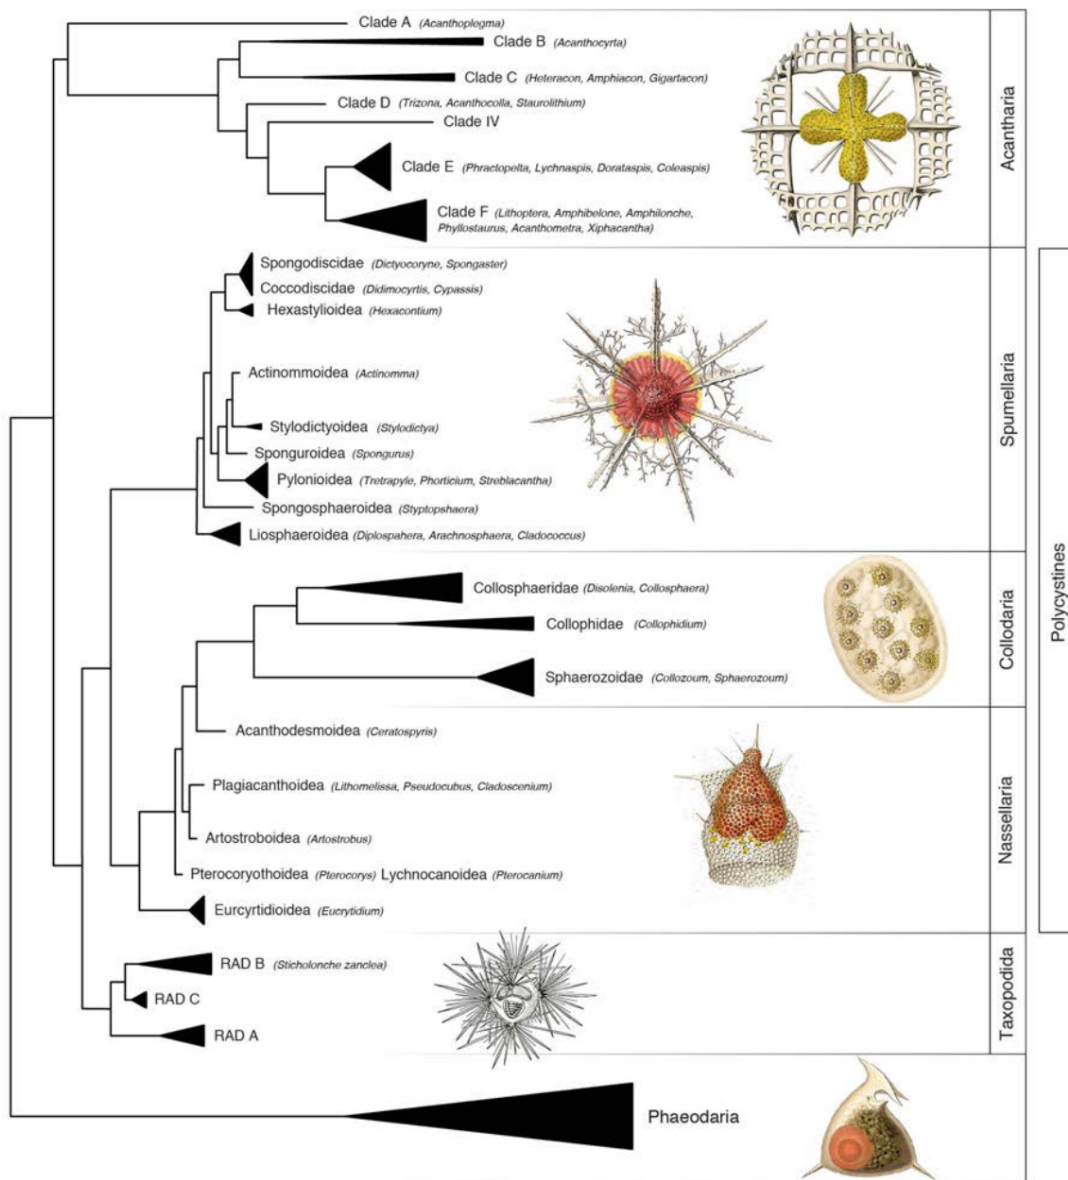 Clade A (Acanthoplegma)
Clade B (Acanthocyrta)
Clade C (Heteracon, Amphiacon, Gigartacon)
Clade D (Trizona, Acanthocolla, Staurolithium)
Clade IV
Clade E (Phractopelta, Lychnaspis, Dorataspis, Coleaspis)
Clade F (Lithoptera, Amphibelone, Amphilonche,
Phyllostaurus, Acanthometra, Xiphacantha)
Acantharia
Spongodiscidae (Dictyocoryne, Spongaster)
Coccodiscidae (Didimocyrtis, Cypassis)
Hexastylioidea (Hexacontium)
Actinommoidea (Actinomma)
Stylodictyoidea (Stylodictya)
Sponguroidea (Spongurus)
Pylonioidea (Tretrapyle, Phorticium, Streblacantha)
Spongosphaeroidea (Styptopshaera)
Liosphaeroidea (Diplospahera, Arachnosphaera, Cladococcus)
Spumellaria
Collosphaeridae (Disolenia, Collosphaera)
Collophidae (Collophidium)
Sphaerozoidae (Collozoum, Sphaerozoum)
Collodaria
Polycystines
Acanthodesmoidea (Ceratospyris)
Plagiacanthoidea (Lithomelissa, Pseudocubus, Cladoscenium)
Artostroboidea (Artostrobus)
Pterocoryothoidea (Pterocorys) Lychnocanoidea (Pterocanium)
Eurcyrtidioidea (Eucrytidium)
Nassellaria
RAD B (Sticholonche zanclea)
RAD C
RAD A
Taxopodida
Phaeodaria